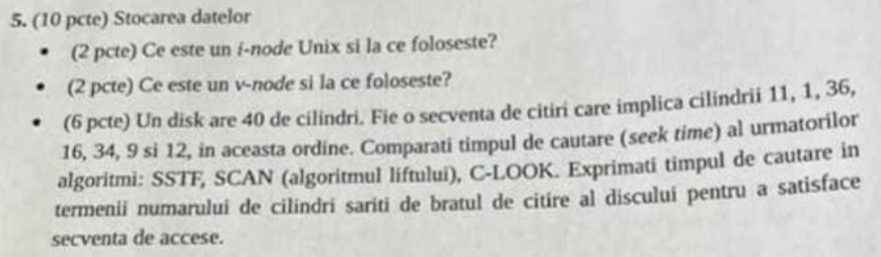 5. (10 pcte) Stocarea datelor
• (2 pcte) Ce este un i-node Unix si la ce foloseste?
• (2 pcte) Ce este un v-node si la ce foloseste?
• (6 pcte) Un disk are 40 de cilindri. Fie o secventa de citiri care implica cilindrii 11, 1, 36,
16, 34, 9 si 12, in aceasta ordine. Comparati timpul de cautare (seek time) al urmatorilor
algoritmi: SSTF, SCAN (algoritmul liftului), C-LOOK. Exprimati timpul de cautare in
termenii numarului de cilindri sariti de bratul de citire al discului pentru a satisface
secventa de accese.